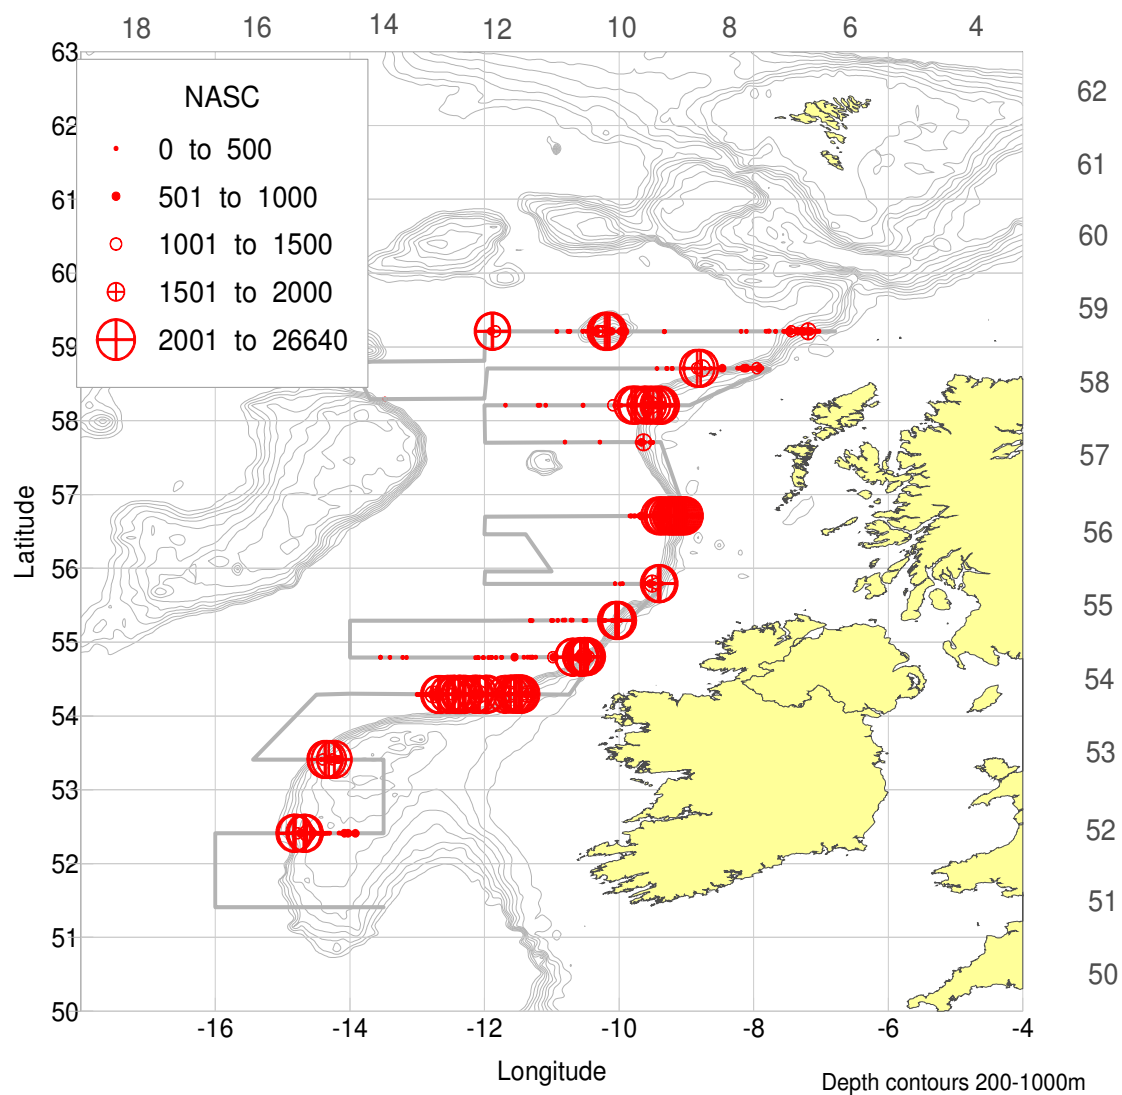 18 16 14 12 10 8 6 4
63
NASC
0 to 500
501 to 1000
1001 to 1500
1501 to 2000
2001 to 26640
62
61
60
59
58
57
56
55
54
53
52
51
50
Latitude
62
61
60
59
58
57
56
55
54
53
52
51
50
-16 -14 -12 -10 -8 -6 -4
Longitude
Depth contours 200-1000m